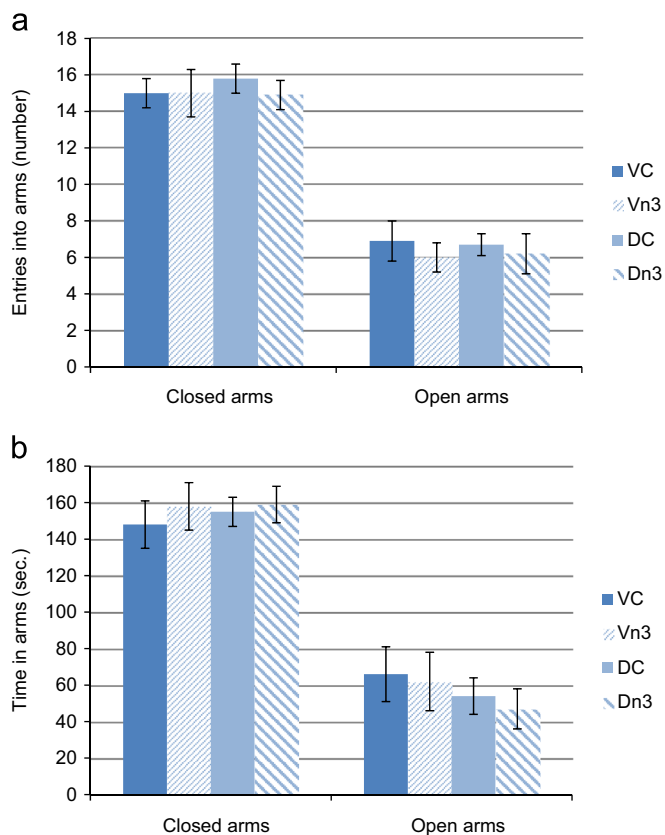 a
18
16
14
12
10
8
6
4
2
0
Entries into arms (number)
Closed arms
Open arms
VC
Vn3
DC
Dn3
b
180
160
140
120
100
80
60
40
20
0
Time in arms (sec.)
Closed arms
Open arms
VC
Vn3
DC
Dn3